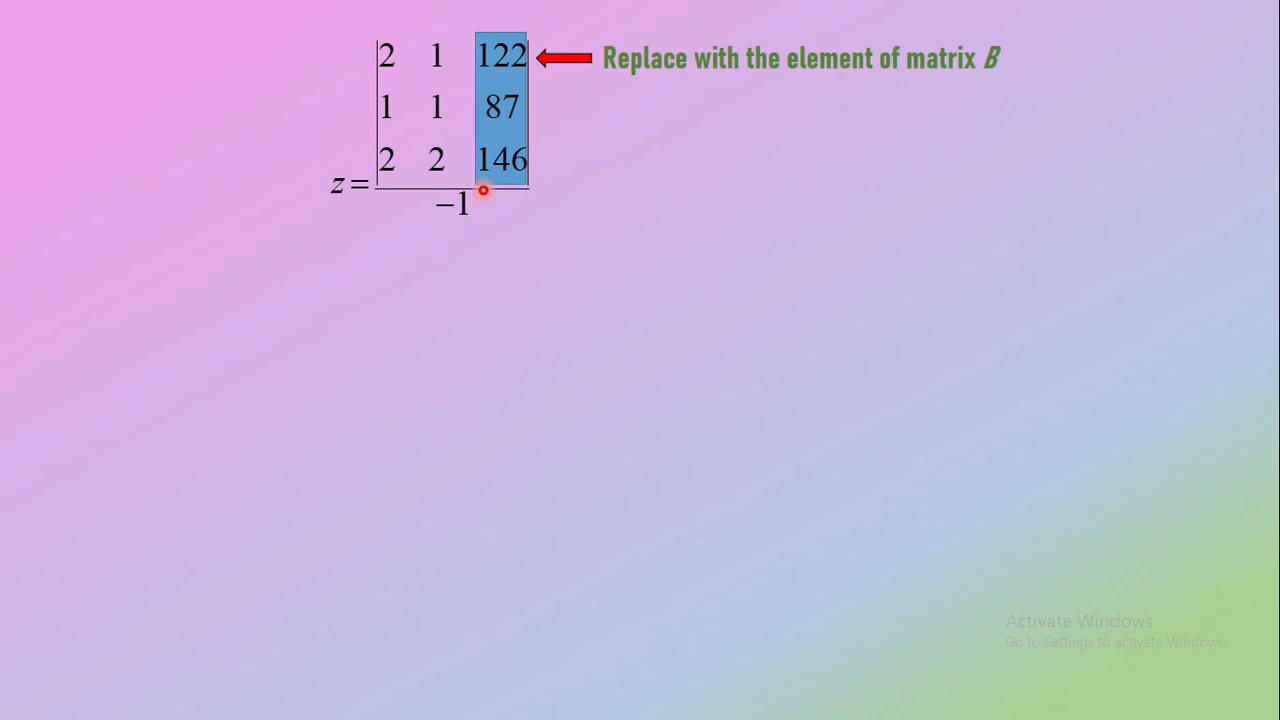 2 1 122
Replace with the element of matrix B
1 1 87
2 2 146
z =
−1
Activate Windows
Go to Settings to activate Windows.